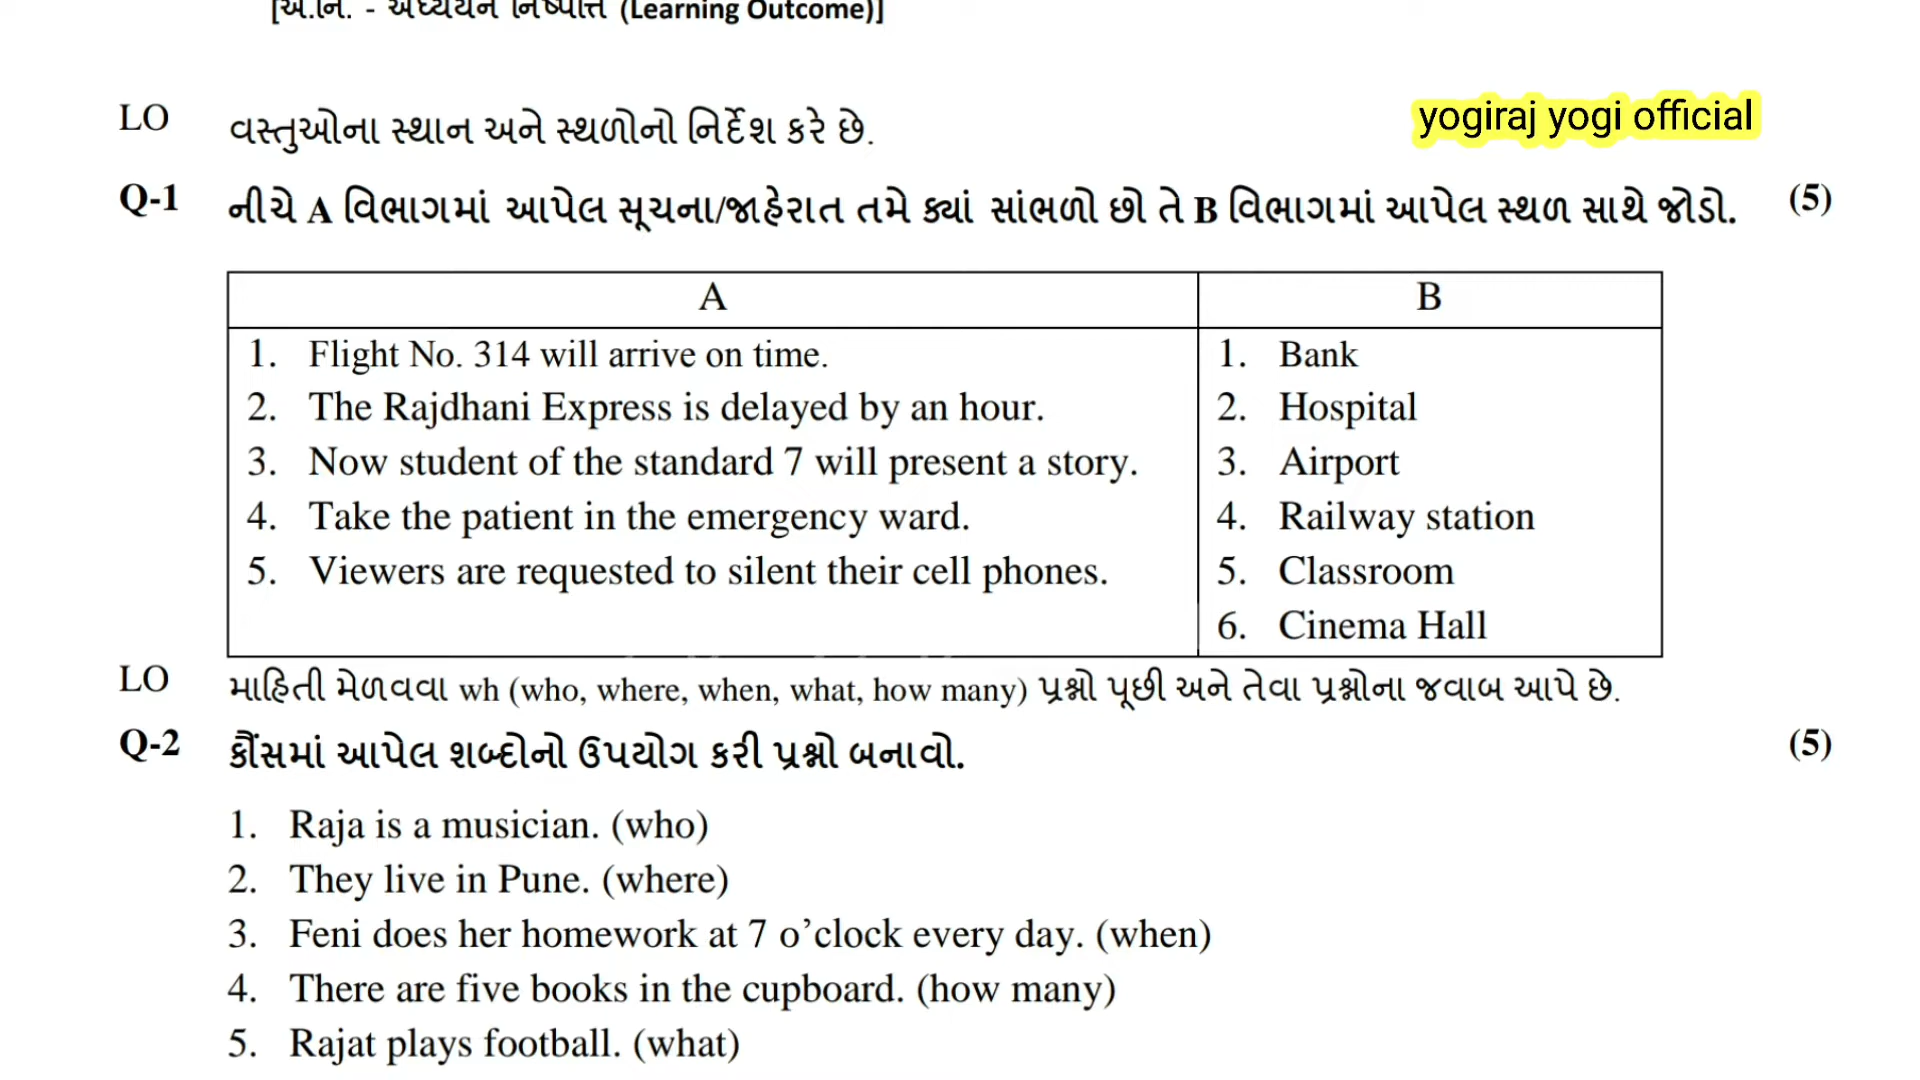 [અ.નિ. - અધ્યયન નિષ્પત્તિ (Learning Outcome)]
yogiraj yogi official
LO વસ્તુઓના સ્થાન અને સ્થળોનો નિર્દેશ કરે છે.
Q-1 નીચે A વિભાગમાં આપેલ સૂચના/જાહેરાત તમે ક્યાં સાંભળો છો તે B વિભાગમાં આપેલ સ્થળ સાથે જોડો. (5)
A B
1. Flight No. 314 will arrive on time. 1. Bank
2. The Rajdhani Express is delayed by an hour. 2. Hospital
3. Now student of the standard 7 will present a story. 3. Airport
4. Take the patient in the emergency ward. 4. Railway station
5. Viewers are requested to silent their cell phones. 5. Classroom
6. Cinema Hall
LO માહિતી મેળવવા wh (who, where, when, what, how many) પ્રશ્નો પૂછી અને તેવા પ્રશ્નોના જવાબ આપે છે.
Q-2 કૌંસમાં આપેલ શબ્દોનો ઉપયોગ કરી પ્રશ્નો બનાવો. (5)
1. Raja is a musician. (who)
2. They live in Pune. (where)
3. Feni does her homework at 7 o’clock every day. (when)
4. There are five books in the cupboard. (how many)
5. Rajat plays football. (what)